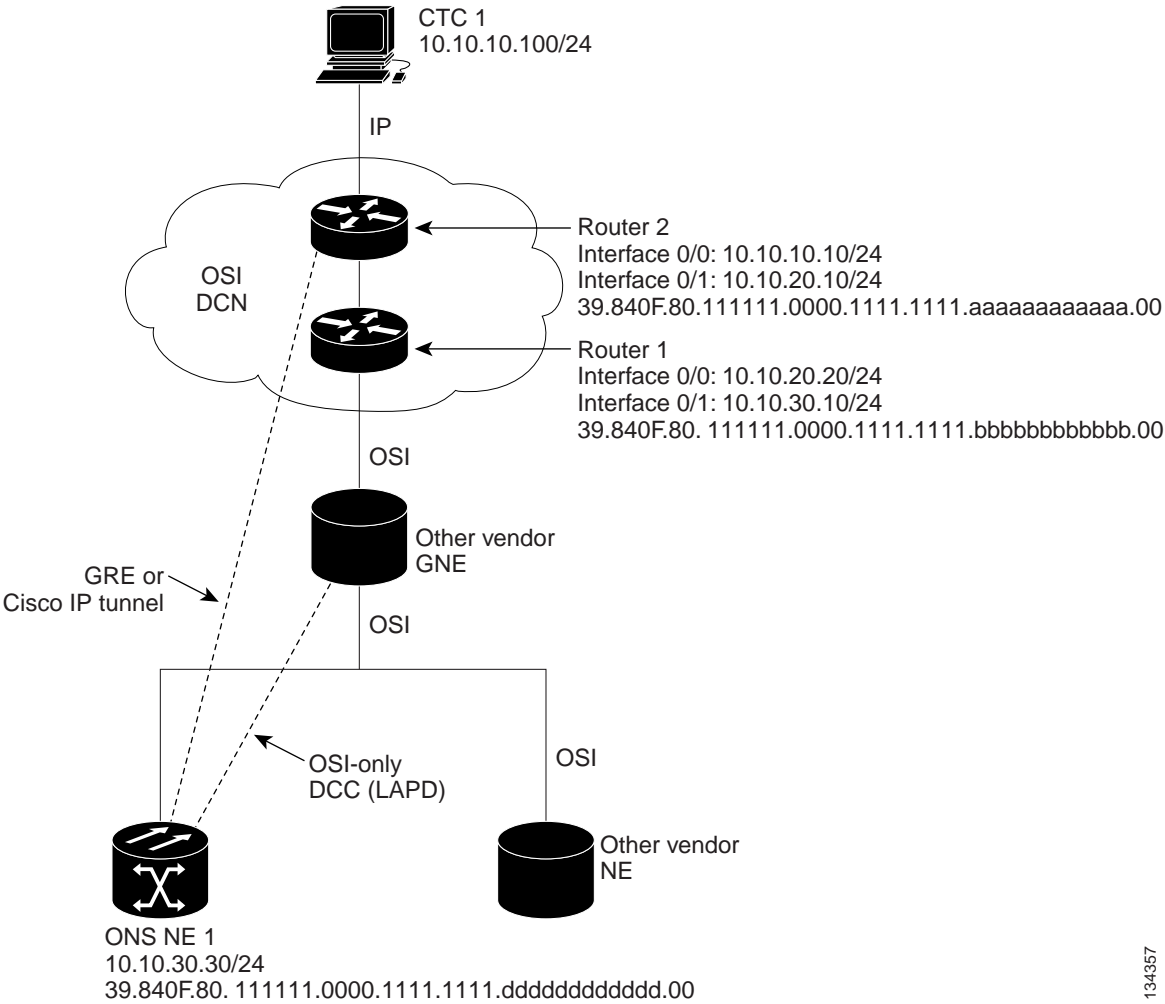 CTC 1
10.10.10.100/24
IP
Router 2
Interface 0/0: 10.10.10.10/24
Interface 0/1: 10.10.20.10/24
39.840F.80.111111.0000.1111.1111.aaaaaaaaaaaa.00
OSI
DCN
Router 1
Interface 0/0: 10.10.20.20/24
Interface 0/1: 10.10.30.10/24
39.840F.80. 111111.0000.1111.1111.bbbbbbbbbbbb.00
OSI
Other vendor
GNE
GRE or
Cisco IP tunnel
OSI
OSI-only
DCC (LAPD)
OSI
Other vendor
NE
ONS NE 1
10.10.30.30/24
39.840F.80. 111111.0000.1111.1111.dddddddddddd.00
134357